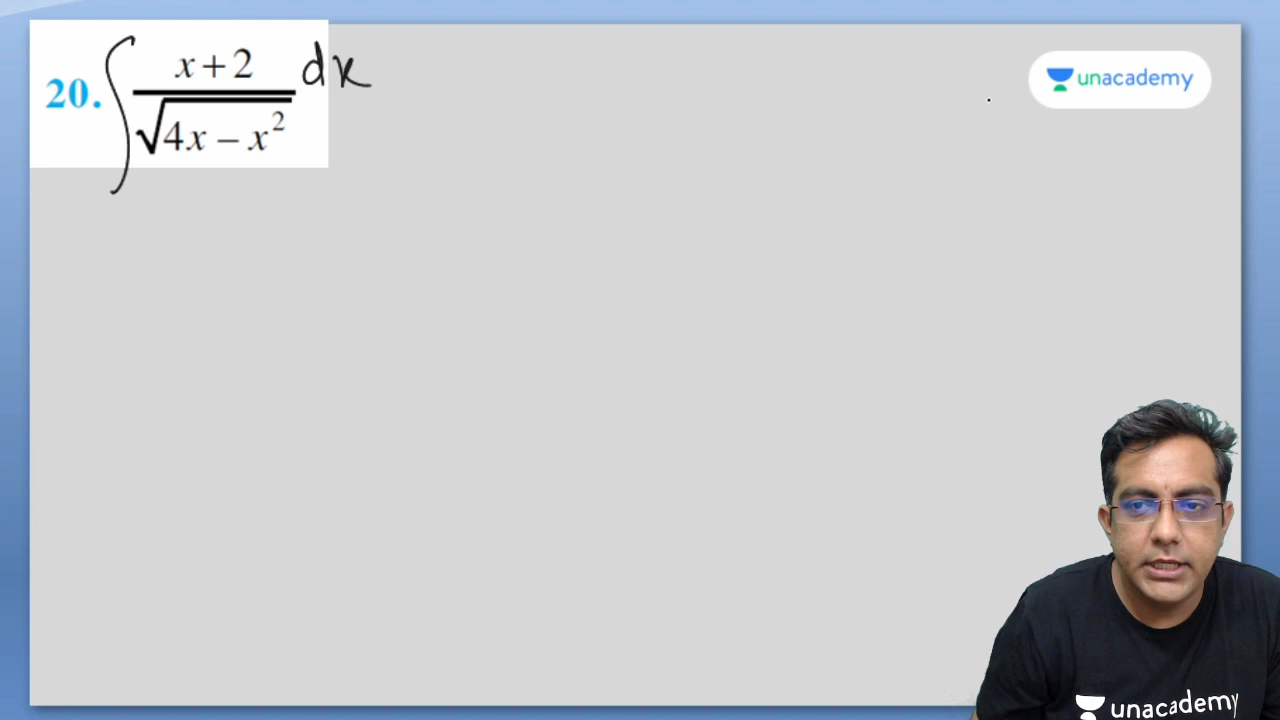 20. ∫ x+2 / √4x – x² dx
unacademy
unacademy